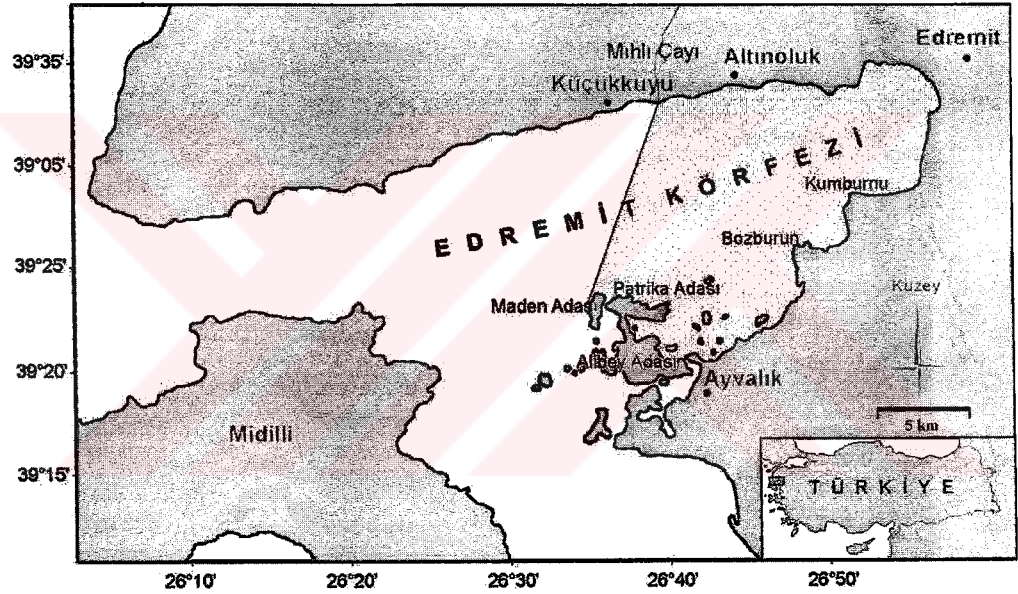 Edremit
39°35'
Mıhlı Çayı
Altınoluk
Küçükkuyu
39°05'
EDREMİT KÖRFEZİ
Kumburnu
Bozburun
39°25'
Patrika Adası
Kuzey
Maden Adası
Alibey Adası
39°20'
Ayvalık
5 km
Midilli
39°15'
TÜRKİYE
26°10'
26°20'
26°30'
26°40'
26°50'